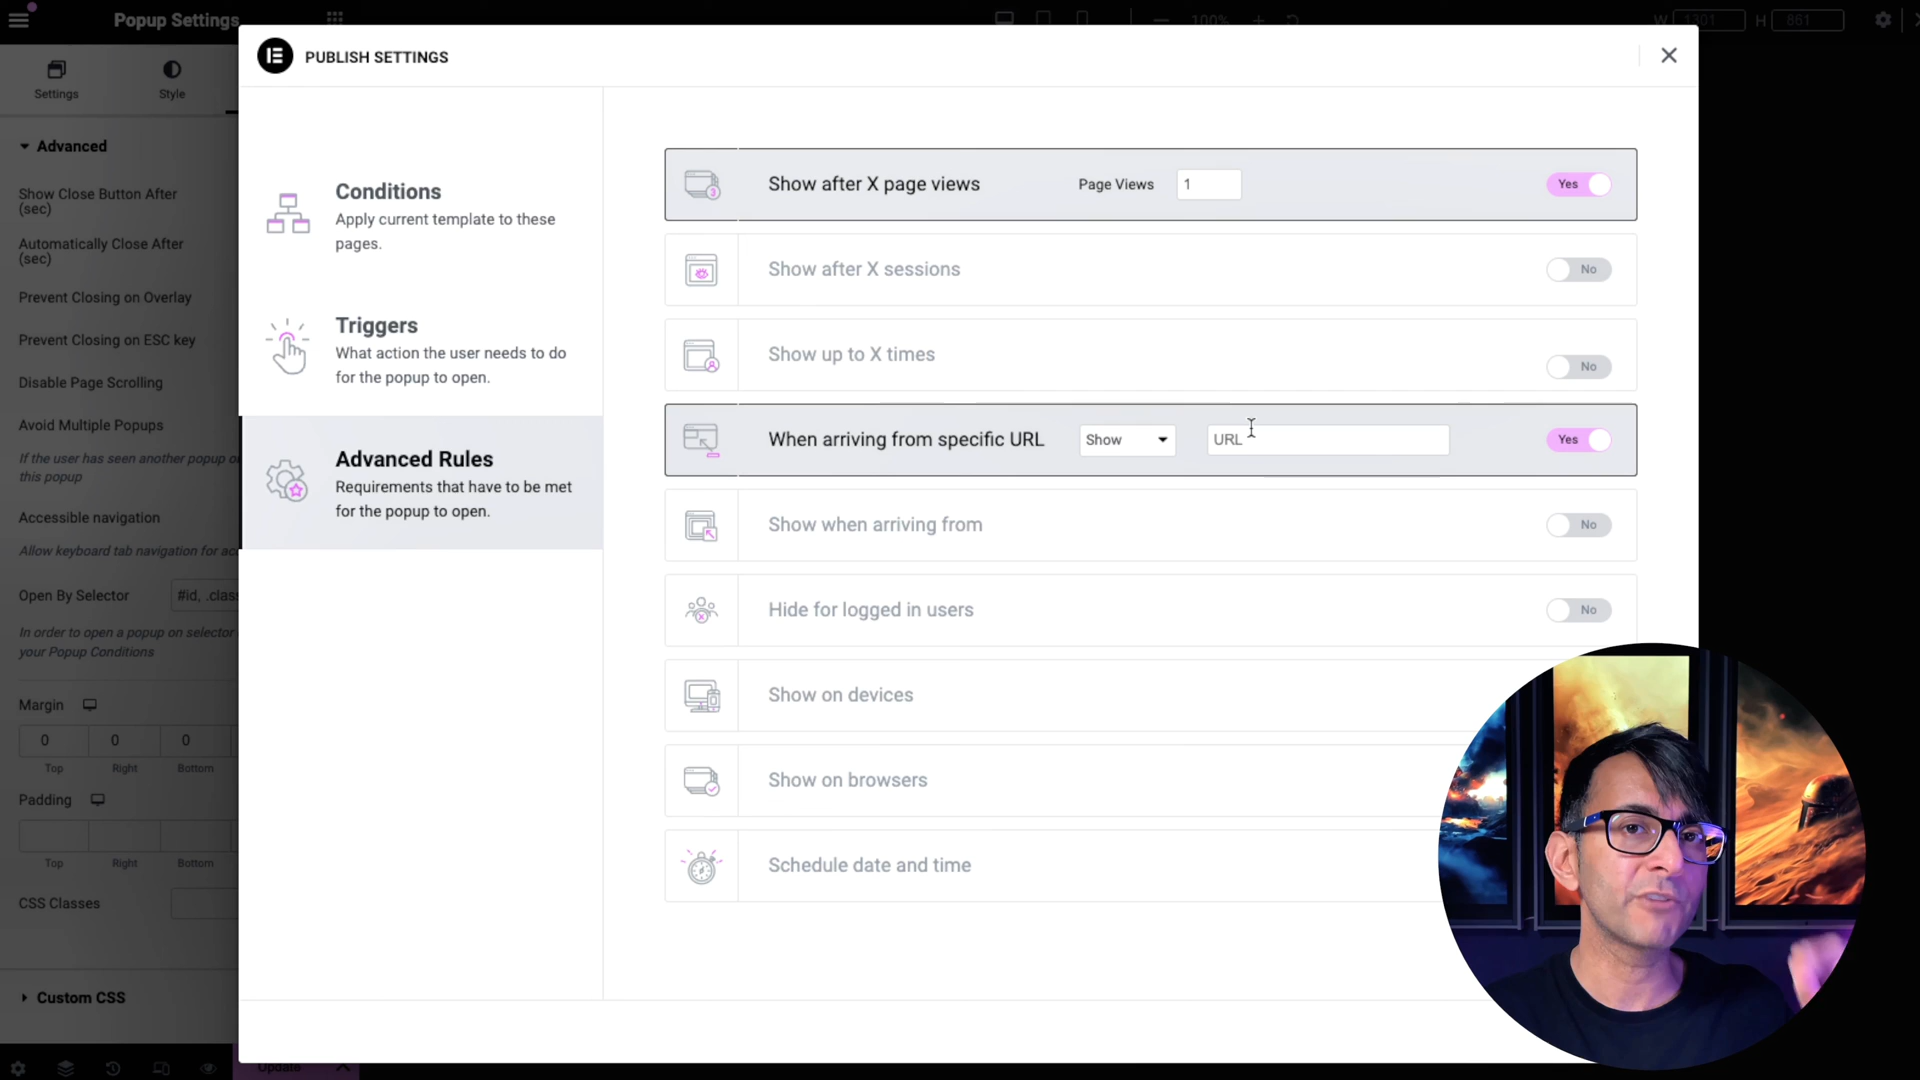 Popup Settings
100%
W 1301 H 861
PUBLISH SETTINGS
Settings
Style
Advanced
Show Close Button After
(sec)
Automatically Close After
(sec)
Prevent Closing on Overlay
Prevent Closing on ESC key
Disable Page Scrolling
Avoid Multiple Popups
If the user has seen another popup o
this popup
Accessible navigation
Allow keyboard tab navigation for acc
Open By Selector
#id, .class
In order to open a popup on selector
your Popup Conditions
Margin
0 0 0
Top Right Bottom
Padding
Top Right Bottom
CSS Classes
Custom CSS
Update
Conditions
Apply current template to these
pages.
Triggers
What action the user needs to do
for the popup to open.
Advanced Rules
Requirements that have to be met
for the popup to open.
3
Show after X page views
Page Views
1
Yes
Show after X sessions
No
Show up to X times
No
When arriving from specific URL
Show
URL
Yes
Show when arriving from
No
Hide for logged in users
No
Show on devices
Show on browsers
Schedule date and time